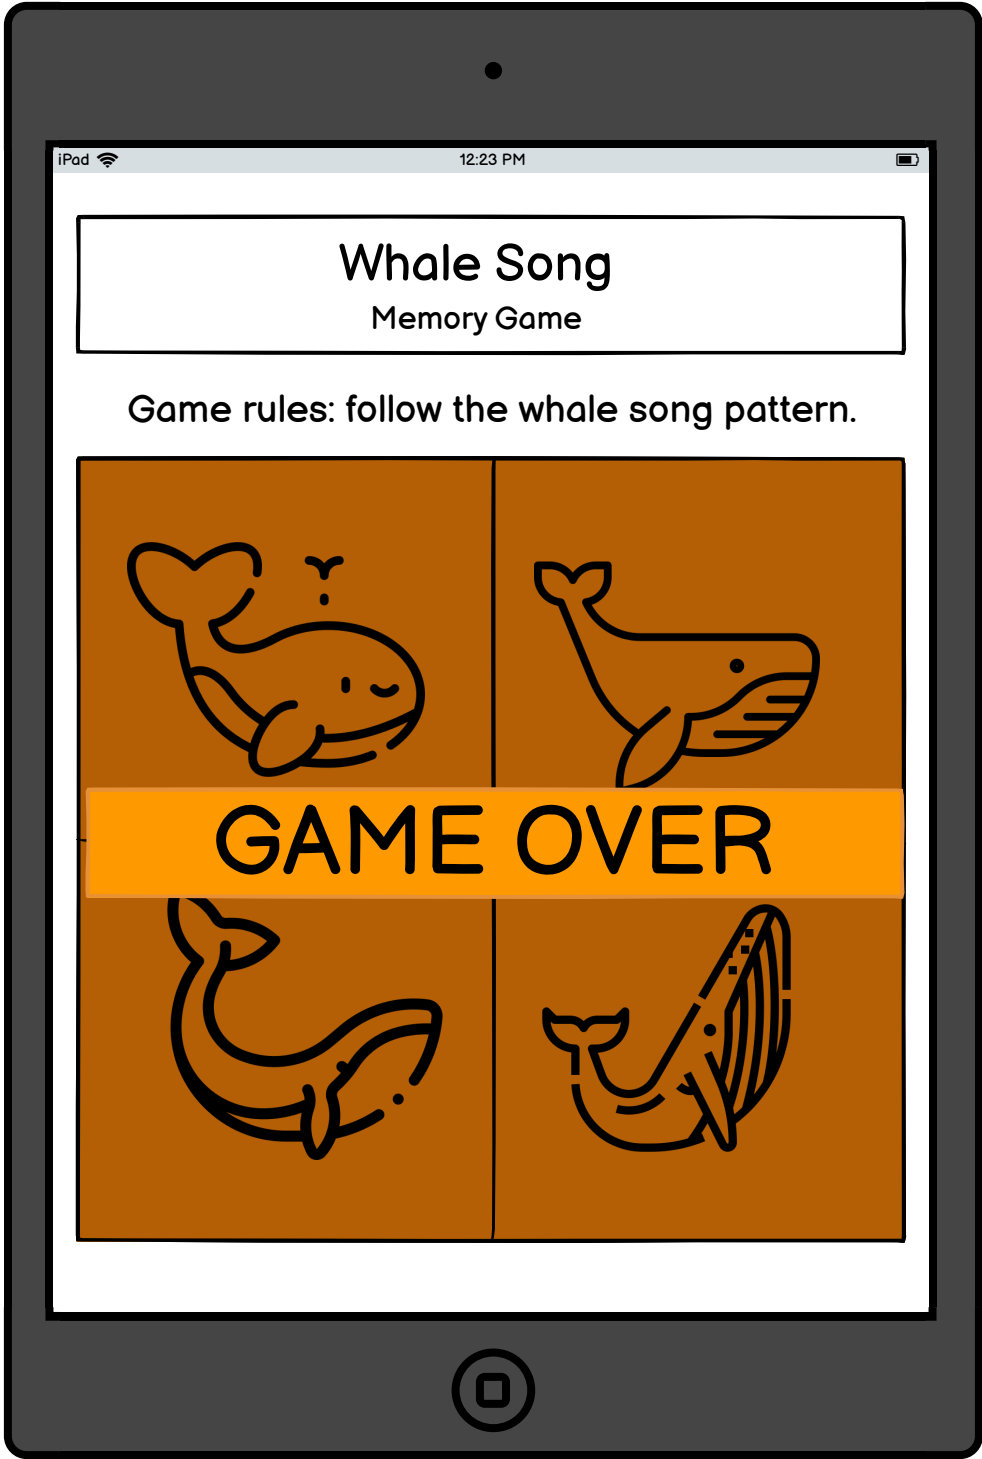 iPad
12:23 PM
Whale Song
Memory Game
Game rules: follow the whale song pattern.
GAME OVER